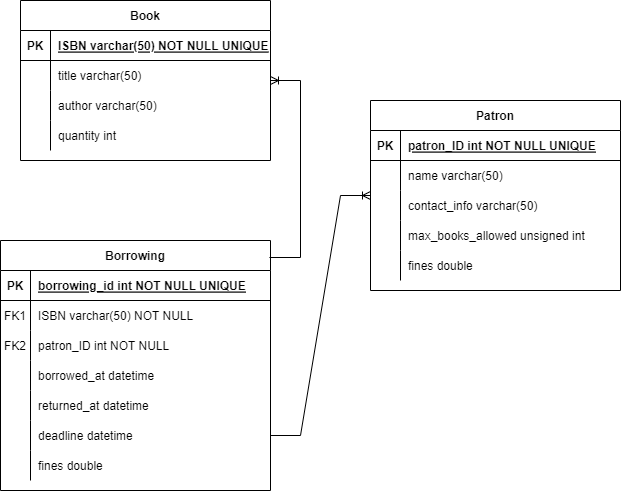 Book
PK ISBN varchar(50) NOT NULL UNIQUE
title varchar(50)
author varchar(50)
quantity int
Patron
PK patron_ID int NOT NULL UNIQUE
name varchar(50)
contact_info varchar(50)
max_books_allowed unsigned int
fines double
Borrowing
PK borrowing_id int NOT NULL UNIQUE
FK1 ISBN varchar(50) NOT NULL
FK2 patron_ID int NOT NULL
borrowed_at datetime
returned_at datetime
deadline datetime
fines double